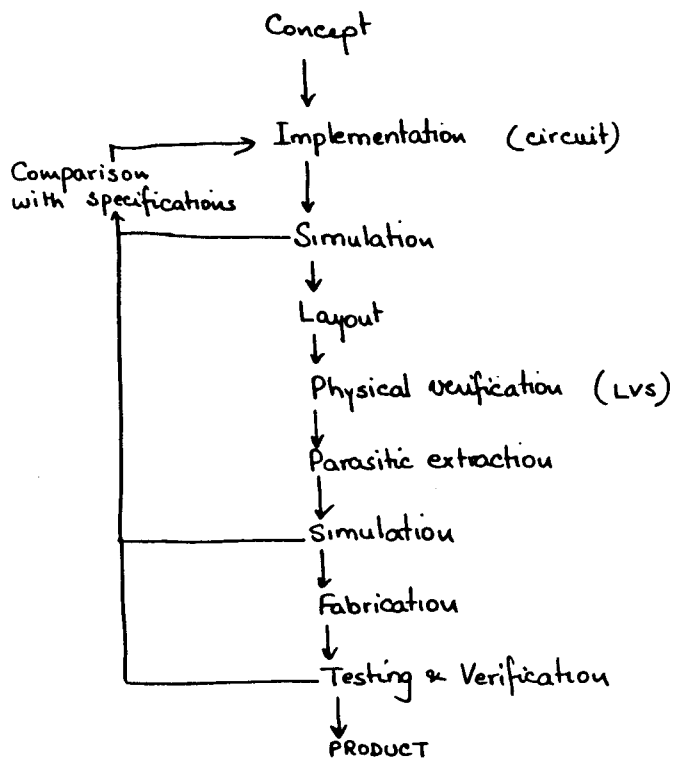 Concept
Implementation (circuit)
Comparison
with specifications
Simulation
Layout
Physical verification (LVS)
Parasitic extraction
Simulation
Fabrication
Testing & Verification
PRODUCT